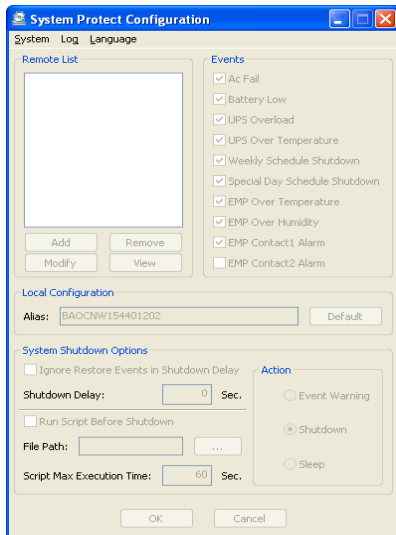 System Protect Configuration
System Log Language
Remote List
Add Remove
Modify View
Events
Ac Fail
Battery Low
UPS Overload
UPS Over Temperature
Weekly Schedule Shutdown
Special Day Schedule Shutdown
EMP Over Temperature
EMP Over Humidity
EMP Contact1 Alarm
EMP Contact2 Alarm
Local Configuration
Alias: BAOCNW154401202 Default
System Shutdown Options
Ignore Restore Events in Shutdown Delay
Shutdown Delay: 0 Sec.
Run Script Before Shutdown
File Path: ...
Script Max Execution Time: 60 Sec.
Action
Event Warning
Shutdown
Sleep
OK Cancel